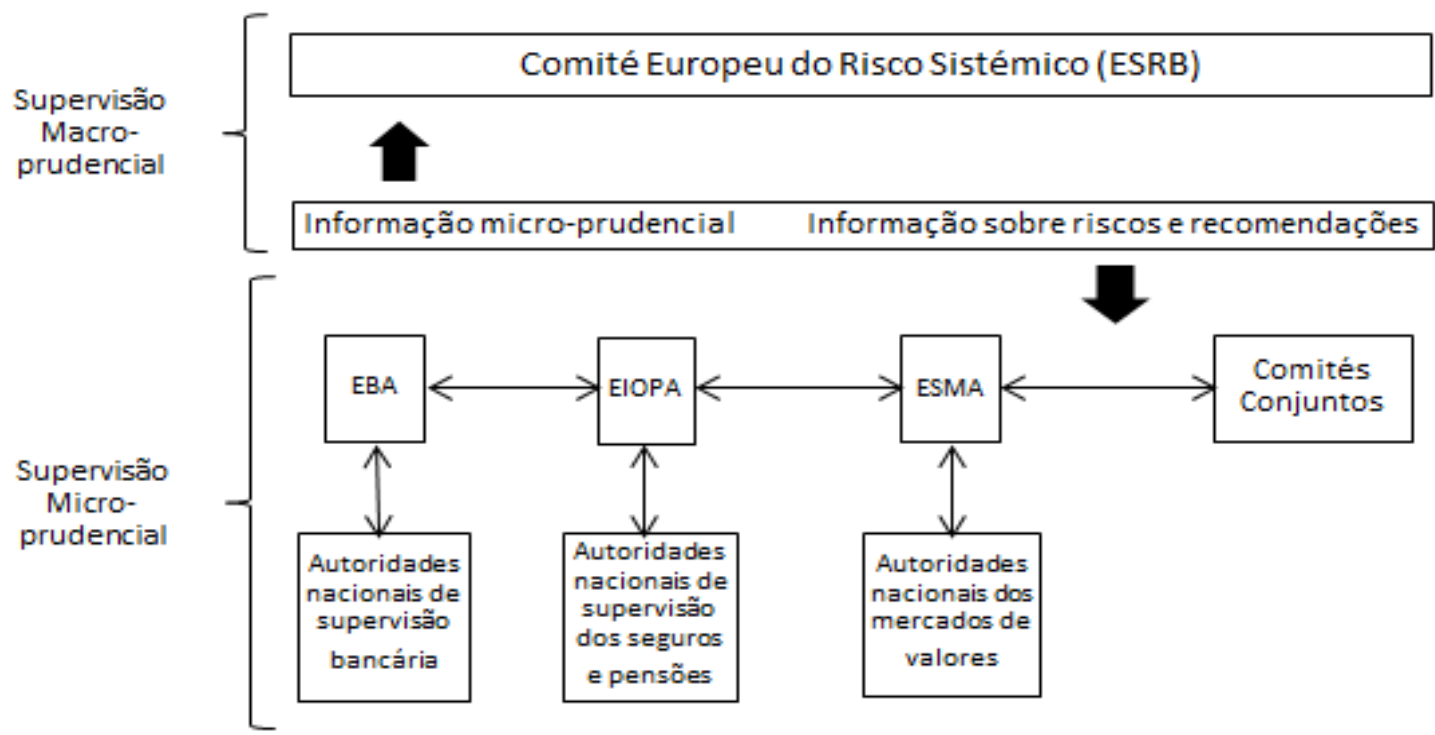 Comité Europeu do Risco Sistémico (ESRB)
Supervisão
Macro-
prudencial
Informação micro-prudencial
Informação sobre riscos e recomendações
EBA
EIOPA
ESMA
Comités
Conjuntos
Supervisão
Micro-
prudencial
Autoridades
nacionais de
supervisão
bancária
Autoridades
nacionais de
supervisão
dos seguros
e pensões
Autoridades
nacionais dos
mercados de
valores